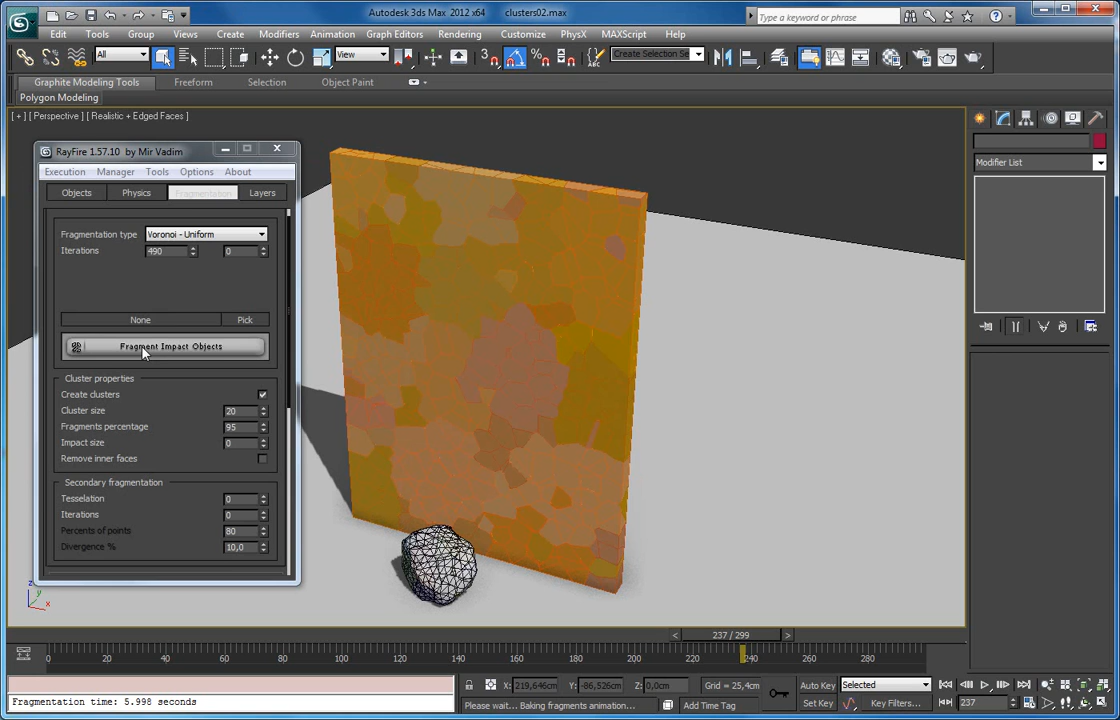 Autodesk 3ds Max 2012 x64 clusters02.max
Type a keyword or phrase
Edit Tools Group Views Create Modifiers Animation Graph Editors Rendering Customize PhysX MAXScript Help
All View Create Selection Se
Graphite Modeling Tools Freeform Selection Object Paint
Polygon Modeling
[ + ] [ Perspective ] [ Realistic + Edged Faces ]
RayFire 1.57.10 by Mir Vadim
Execution Manager Tools Options About
Objects Physics Fragmentation Layers
Fragmentation type Voronoi - Uniform
Iterations 490 0
None Pick
Fragment Impact Objects
Cluster properties
Create clusters
Cluster size 20
Fragments percentage 95
Impact size 0
Remove inner faces
Secondary fragmentation
Tesselation 0
Iterations 0
Percents of points 80
Divergence % 10,0
Modifier List
z
y
x
< 237 / 299 >
0 20 40 60 80 100 120 140 160 180 200 220 240 260 280
X: 219,646cm Y: -86,526cm Z: 0,0cm Grid = 25,4cm Auto Key Selected
Fragmentation time: 5.998 seconds
Please wait... Baking fragments animation... Add Time Tag Set Key Key Filters... 237